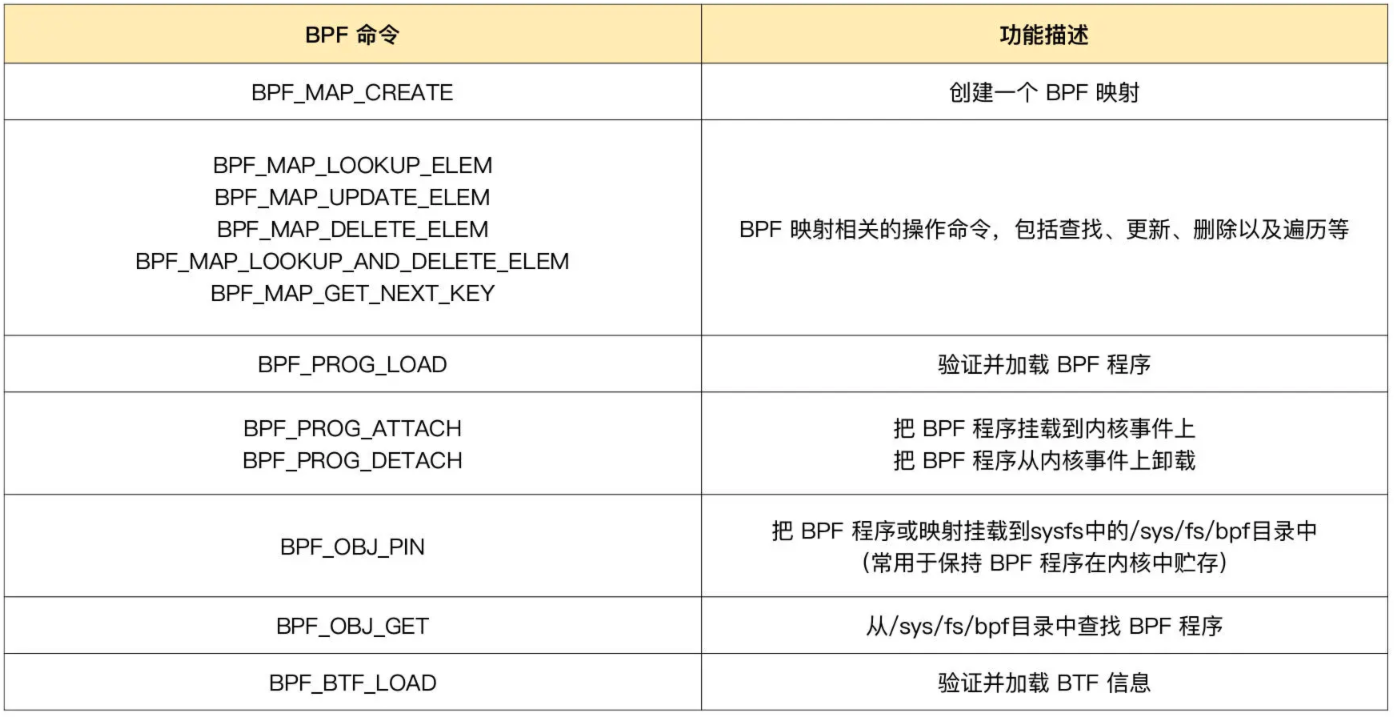 BPF 命令
功能描述
BPF_MAP_CREATE
创建一个 BPF 映射
BPF_MAP_LOOKUP_ELEM
BPF_MAP_UPDATE_ELEM
BPF_MAP_DELETE_ELEM
BPF_MAP_LOOKUP_AND_DELETE_ELEM
BPF_MAP_GET_NEXT_KEY
BPF 映射相关的操作命令，包括查找、更新、删除以及遍历等
BPF_PROG_LOAD
验证并加载 BPF 程序
BPF_PROG_ATTACH
BPF_PROG_DETACH
把 BPF 程序挂载到内核事件上
把 BPF 程序从内核事件上卸载
BPF_OBJ_PIN
把 BPF 程序或映射挂载到sysfs中的/sys/fs/bpf目录中
（常用于保持 BPF 程序在内核中贮存）
BPF_OBJ_GET
从/sys/fs/bpf目录中查找 BPF 程序
BPF_BTF_LOAD
验证并加载 BTF 信息